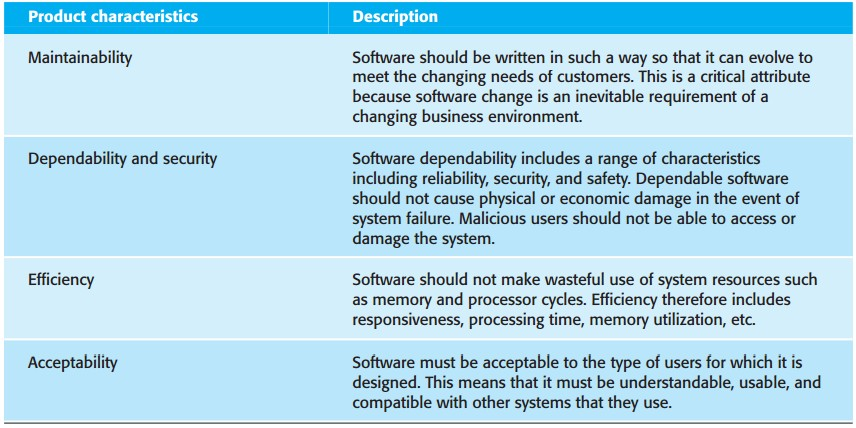 Product characteristics Description
Maintainability Software should be written in such a way so that it can evolve to
meet the changing needs of customers. This is a critical attribute
because software change is an inevitable requirement of a
changing business environment.
Dependability and security Software dependability includes a range of characteristics
including reliability, security, and safety. Dependable software
should not cause physical or economic damage in the event of
system failure. Malicious users should not be able to access or
damage the system.
Efficiency Software should not make wasteful use of system resources such
as memory and processor cycles. Efficiency therefore includes
responsiveness, processing time, memory utilization, etc.
Acceptability Software must be acceptable to the type of users for which it is
designed. This means that it must be understandable, usable, and
compatible with other systems that they use.